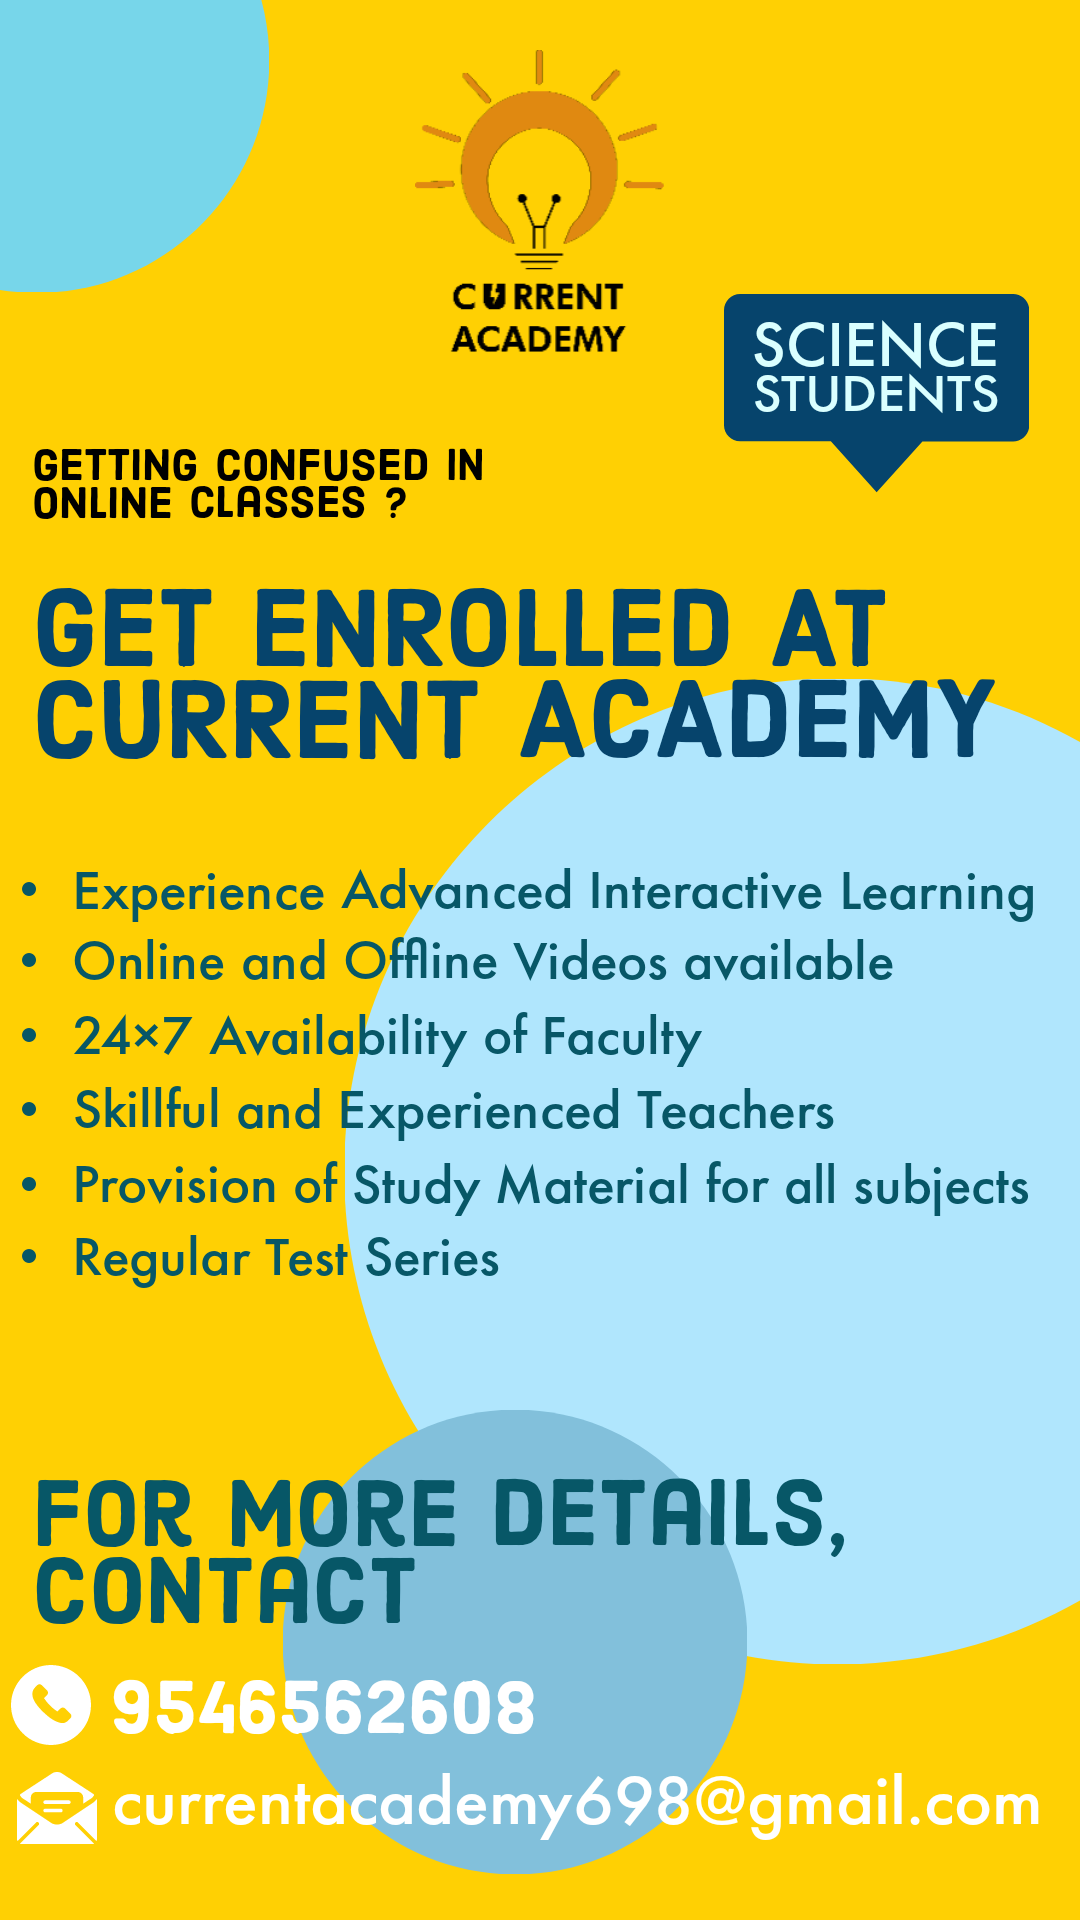 CURRENT
ACADEMY
SCIENCE
STUDENTS
GETTING CONFUSED IN
ONLINE CLASSES ?
GET ENROLLED AT
CURRENT ACADEMY
• Experience Advanced Interactive Learning
• Online and Offline Videos available
• 24×7 Availability of Faculty
• Skillful and Experienced Teachers
• Provision of Study Material for all subjects
• Regular Test Series
FOR MORE DETAILS,
CONTACT
9546562608
currentacademy698@gmail.com